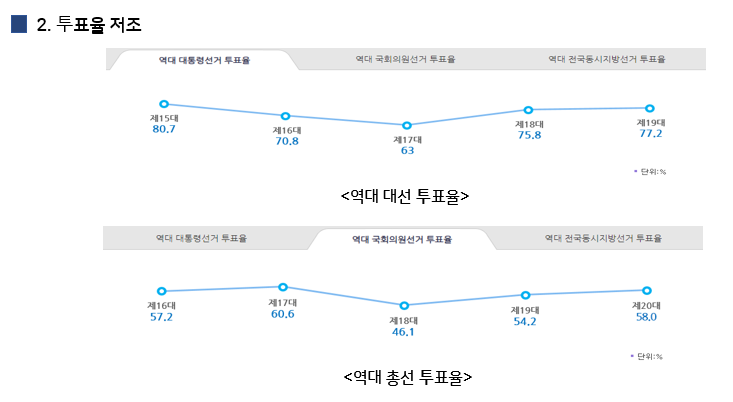 2. 투표율 저조
역대 대통령선거 투표율 역대 국회의원선거 투표율 역대 전국동시지방선거 투표율
제15대
80.7
제16대
70.8
제17대
63
제18대
75.8
제19대
77.2
단위:%
<역대 대선 투표율>
역대 대통령선거 투표율 역대 국회의원선거 투표율 역대 전국동시지방선거 투표율
제16대
57.2
제17대
60.6
제18대
46.1
제19대
54.2
제20대
58.0
단위:%
<역대 총선 투표율>